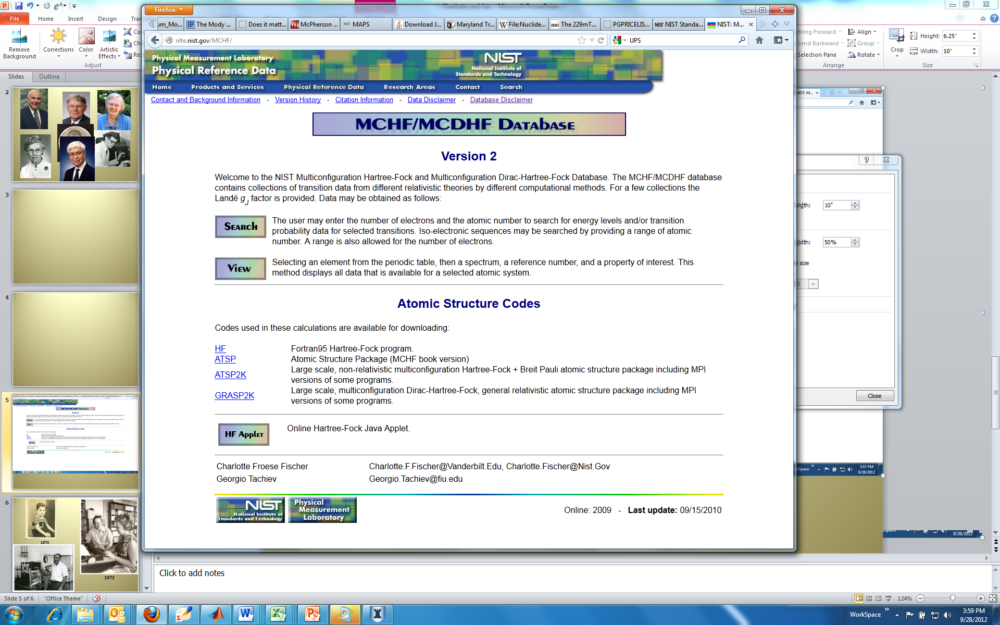 File
Home
Insert
Design
Remove
Background
Corrections
Color
Artistic
Effects
Adjust
Firefox
um_Mo...
The Mody ...
Does it matt...
McPherson ...
MAPS
Download J...
Maryland Tr...
File:Nuclide...
The 229mT...
PGPRICELIS...
NIST Standa...
NIST: M...
nlte.nist.gov/MCHF/
UPS
Bring Forward
Send Backward
Selection Pane
Align
Group
Rotate
Arrange
Crop
Height: 6.25"
Width: 10"
Size
Physical Measurement Laboratory
Physical Reference Data
NIST
National Institute of
Standards and Technology
Home Products and Services Physical Reference Data Research Areas Contact Search
Contact and Background Information - Version History - Citation Information - Data Disclaimer - Database Disclaimer
MCHF/MCDHF Database
Version 2
Welcome to the NIST Multiconfiguration Hartree-Fock and Multiconfiguration Dirac-Hartree-Fock Database. The MCHF/MCDHF database
contains collections of transition data from different relativistic theories by different computational methods. For a few collections the
Landé gJ factor is provided. Data may be obtained as follows:
Search
The user may enter the number of electrons and the atomic number to search for energy levels and/or transition
probability data for selected transitions. Iso-electronic sequences may be searched by providing a range of atomic
number. A range is also allowed for the number of electrons.
View
Selecting an element from the periodic table, then a spectrum, a reference number, and a property of interest. This
method displays all data that is available for a selected atomic system.
Atomic Structure Codes
Codes used in these calculations are available for downloading:
HF Fortran95 Hartree-Fock program.
ATSP Atomic Structure Package (MCHF book version)
ATSP2K Large scale, non-relativistic multiconfiguration Hartree-Fock + Breit Pauli atomic structure package including MPI
versions of some programs.
GRASP2K Large scale, multiconfiguration Dirac-Hartree-Fock, general relativistic atomic structure package including MPI
versions of some programs.
HF Applet Online Hartree-Fock Java Applet.
Charlotte Froese Fischer Charlotte.F.Fischer@Vanderbilt.Edu, Charlotte.Fischer@Nist.Gov
Georgio Tachiev Georgio.Tachiev@fiu.edu
NIST
National Institute of
Standards and Technology
Physical
Measurement
Laboratory
Online: 2009 - Last update: 09/15/2010
Slides
Outline
2
3
4
5
MCHF/MCDHF Database
Version 2
Atomic Structure Codes
6
1973
1972
NIST: M...
Width: 10"
Width: 50%
e size
Close
3:57 PM
9/28/2012
9/28/2012
Click to add notes
Slide 5 of 6
"Office Theme"
124%
WorkSpace
3:59 PM
9/28/2012